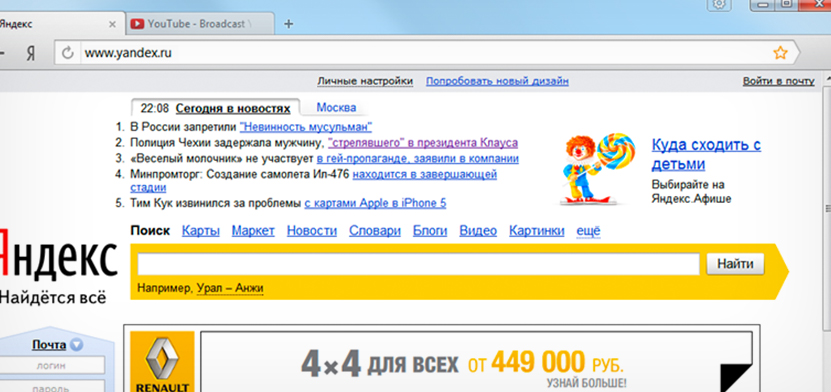 Яндекс
YouTube - Broadcast
Я
www.yandex.ru
Личные настройки Попробовать новый дизайн Войти в почту
22:08 Сегодня в новостях Москва
1. В России запретили "Невинность мусульман"
2. Полиция Чехии задержала мужчину, "стрелявшего" в президента Клауса
3. «Веселый молочник» не участвует в гей-пропаганде, заявили в компании
4. Минпромторг: Создание самолета Ил-476 находится в завершающей
стадии
5. Тим Кук извинился за проблемы с картами Apple в iPhone 5
Куда сходить с
детьми
Выбирайте на
Яндекс.Афише
Поиск Карты Маркет Новости Словари Блоги Видео Картинки ещё
Яндекс
Найдётся всё
Найти
Например, Урал – Анжи
Почта
логин
пароль
RENAULT
4×4 ДЛЯ ВСЕХ ОТ 449 000 РУБ.
УЗНАЙ БОЛЬШЕ!